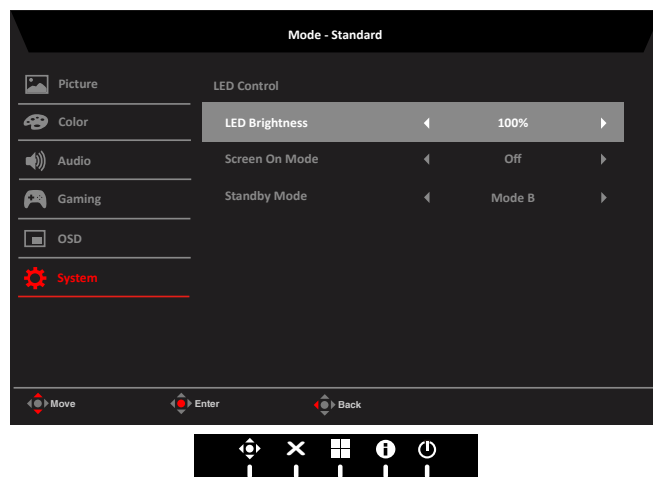 Mode - Standard
Picture
LED Control
Color
LED Brightness 100%
Audio
Screen On Mode Off
Gaming
Standby Mode Mode B
OSD
System
Move Enter Back